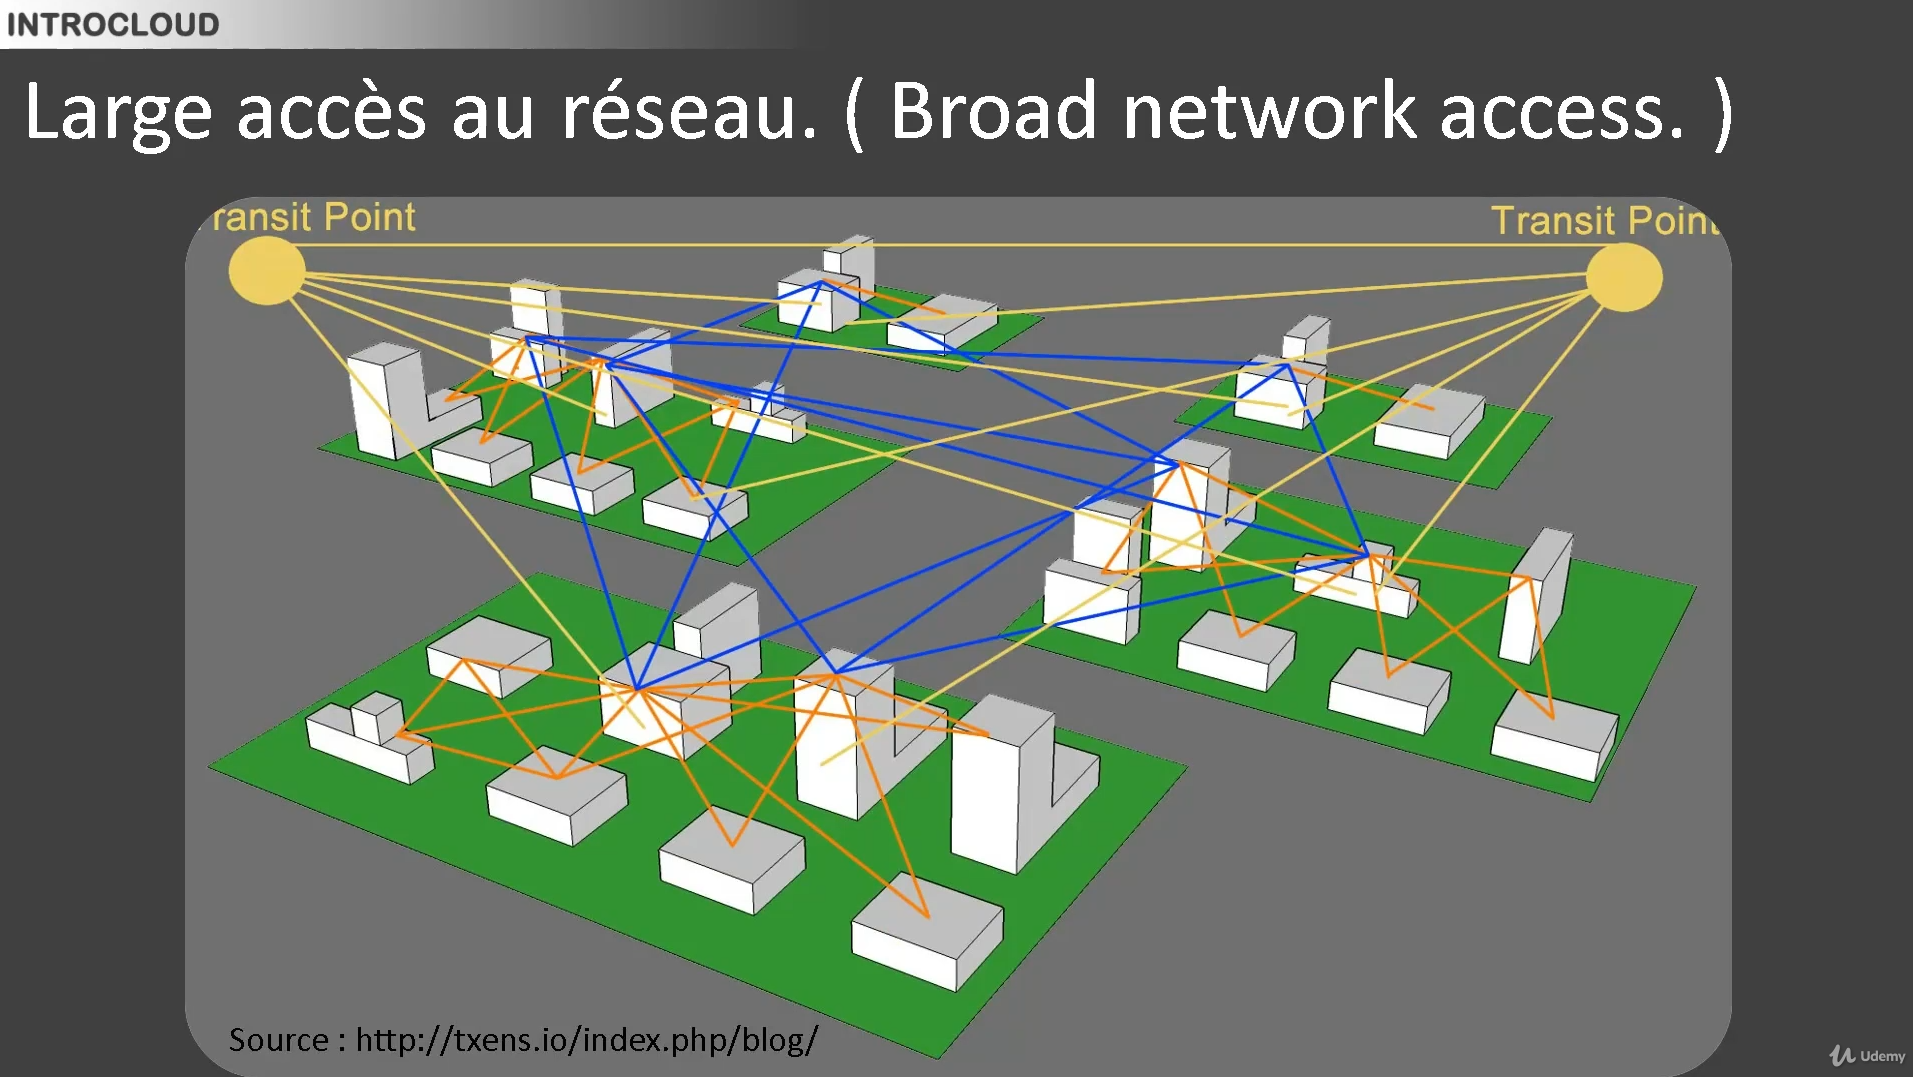 INTROCLOUD
Large accès au réseau. ( Broad network access. )
ransit Point
Transit Point
Source : http://txens.io/index.php/blog/
Udemy